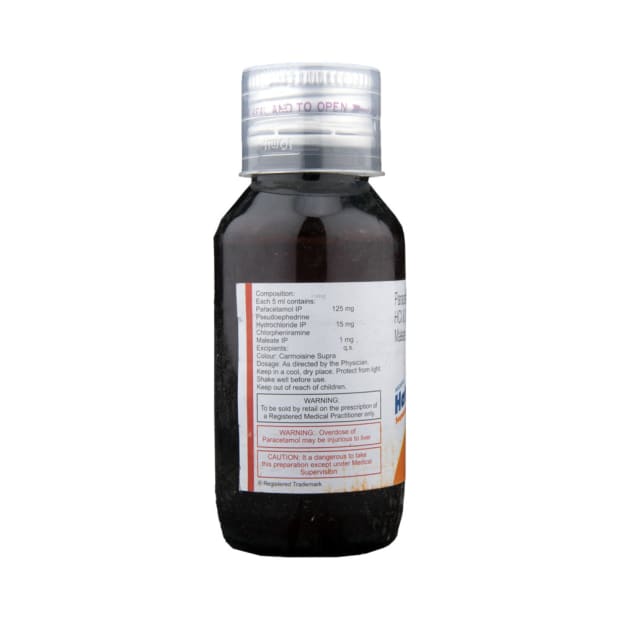 SEAL AND TO OPEN
10ml
Composition:
Each 5 ml contains:
Paracetamol IP 125 mg
Pseudoephedrine
Hydrochloride IP 15 mg
Chlorpheniramine
Maleate IP 1 mg
Excipients: q.s.
Colour: Carmoisine Supra
Dosage: As directed by the Physician.
Keep in a cool, dry place. Protect from light.
Shake well before use.
Keep out of reach of children.
WARNING:
To be sold by retail on the prescription of
a Registered Medical Practitioner only.
WARNING:. Overdose of
Paracetamol may be injurious to liver
CAUTION: It a dangerous to take
this preparation except under Medical
Supervisibn
® Registered Trademark